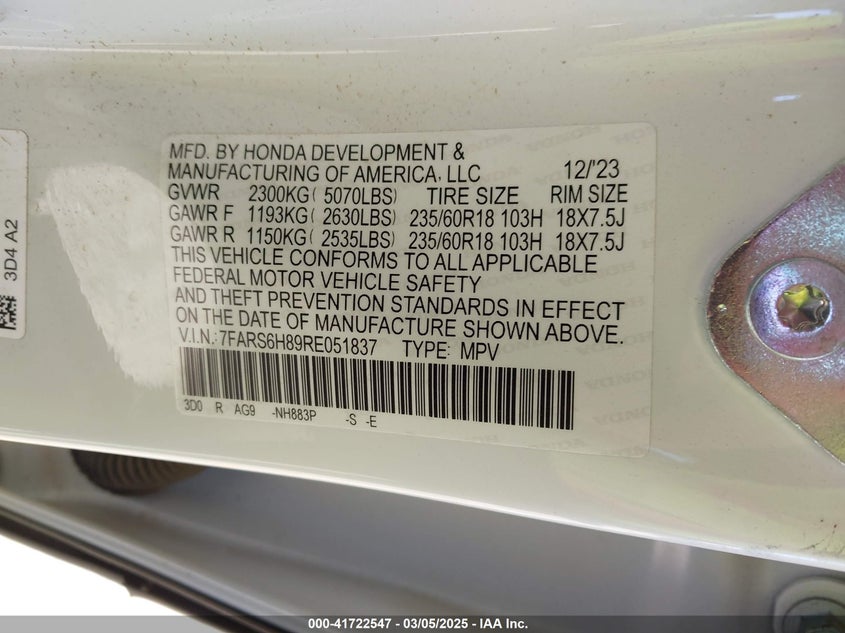 3D4 A2
MFD. BY HONDA DEVELOPMENT &
MANUFACTURING OF AMERICA, LLC 12/'23
GVWR 2300KG( 5070LBS) TIRE SIZE RIM SIZE
GAWR F 1193KG( 2630LBS) 235/60R18 103H 18X7.5J
GAWR R 1150KG( 2535LBS) 235/60R18 103H 18X7.5J
THIS VEHICLE CONFORMS TO ALL APPLICABLE
FEDERAL MOTOR VEHICLE SAFETY
AND THEFT PREVENTION STANDARDS IN EFFECT
ON THE DATE OF MANUFACTURE SHOWN ABOVE.
V.I.N.: 7FARS6H89RE051837 TYPE: MPV
3D0 R AG9 -NH883P -S -E
000-41722547 — 03/05/2025 — IAA Inc.